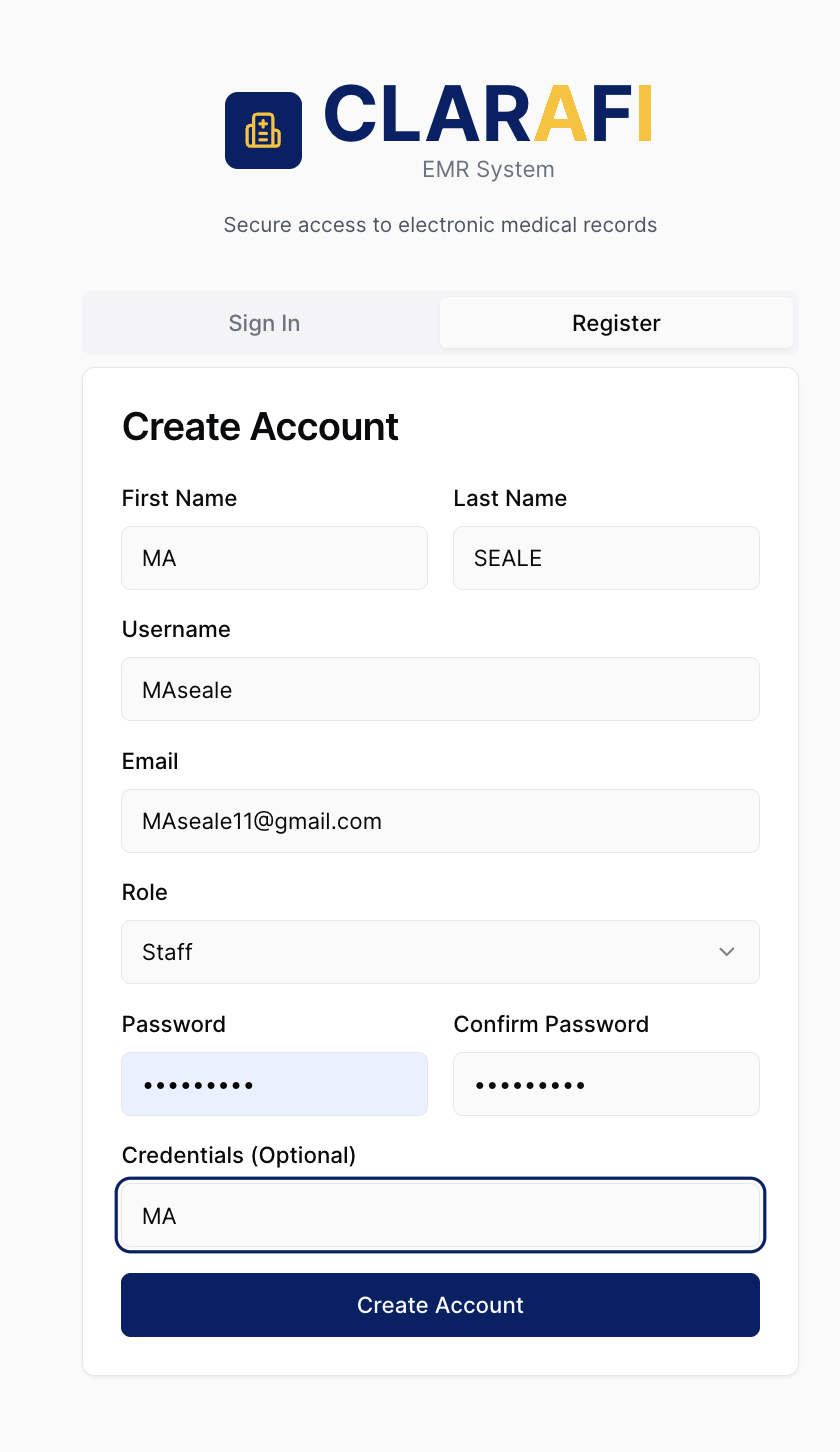 CLARAFI
EMR System
Secure access to electronic medical records
Sign In Register
Create Account
First Name Last Name
MA SEALE
Username
MAseale
Email
MAseale11@gmail.com
Role
Staff
Password Confirm Password
••••••••• •••••••••
Credentials (Optional)
MA
Create Account